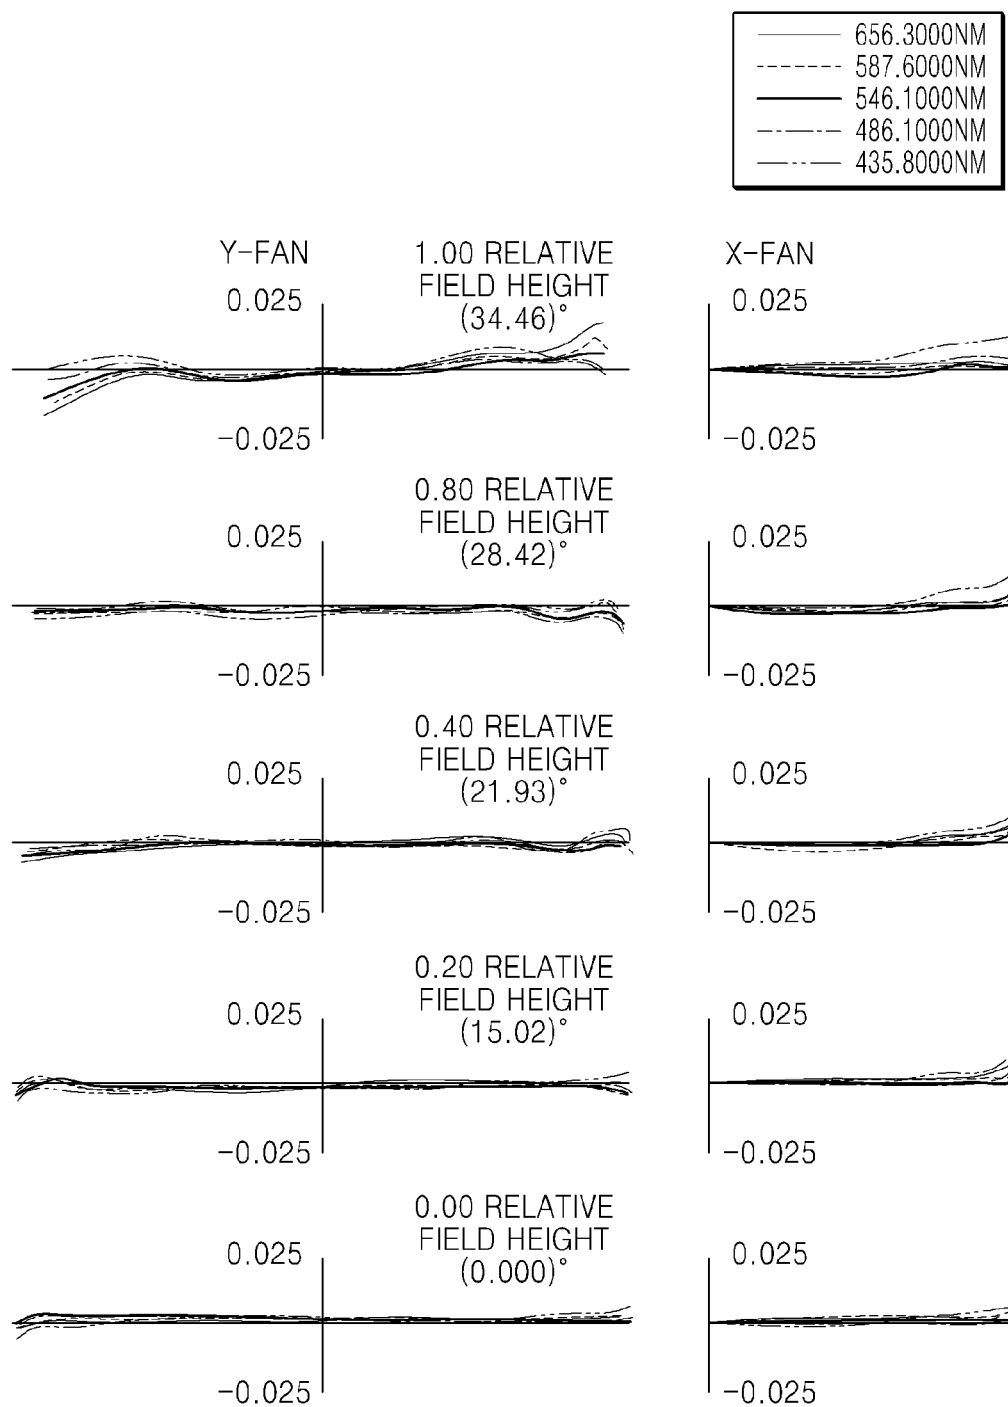 656.3000NM
587.6000NM
546.1000NM
486.1000NM
435.8000NM
Y-FAN
1.00 RELATIVE
FIELD HEIGHT
(34.46)°
X-FAN
0.025
0.025
-0.025
-0.025
0.80 RELATIVE
FIELD HEIGHT
(28.42)°
0.025
0.025
-0.025
-0.025
0.40 RELATIVE
FIELD HEIGHT
(21.93)°
0.025
0.025
-0.025
-0.025
0.20 RELATIVE
FIELD HEIGHT
(15.02)°
0.025
0.025
-0.025
-0.025
0.00 RELATIVE
FIELD HEIGHT
(0.000)°
0.025
0.025
-0.025
-0.025